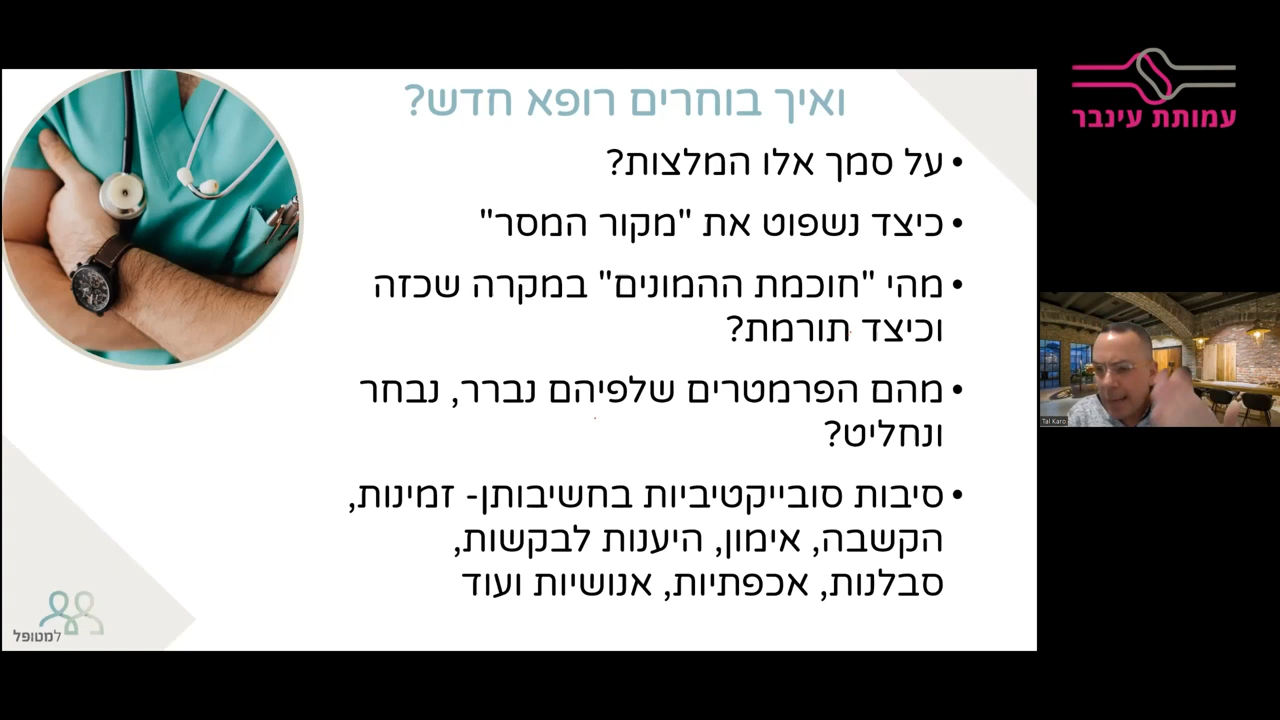 ואיך בוחרים רופא חדש?
• על סמך אלו המלצות?
• כיצד נשפוט את "מקור המסר"
• מהי "חוכמת ההמונים" במקרה שכזה
וכיצד תורמת?
• מהם הפרמטרים שלפיהם נברר, נבחר
ונחליט?
• סיבות סובייקטיביות בחשיבותן- זמינות,
הקשבה, אימון, היענות לבקשות,
סבלנות, אכפתיות, אנושיות ועוד
למטופל
עמותת עינבר
Tal Karo